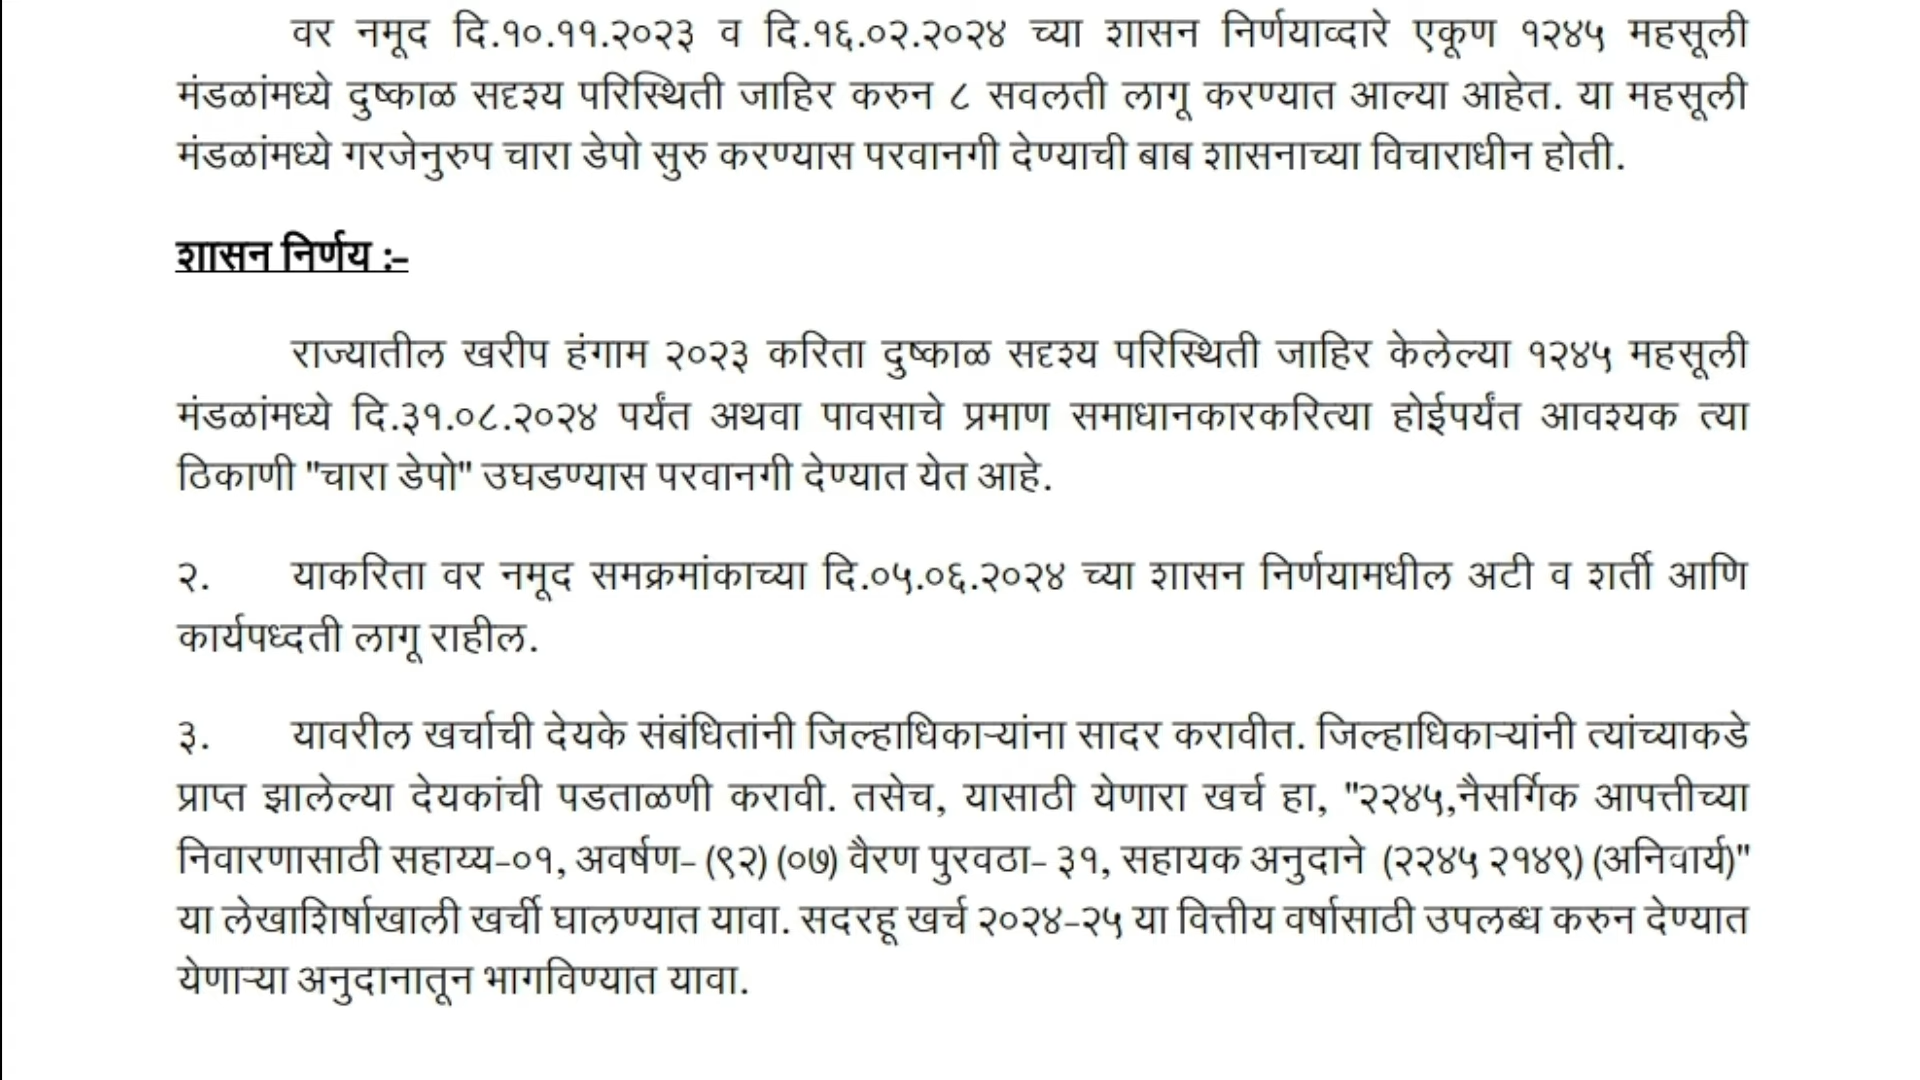 वर नमूद दि.१०.११.२०२३ व दि.१६.०२.२०२४ च्या शासन निर्णयाव्दारे एकूण १२४५ महसूली
मंडळांमध्ये दुष्काळ सदृश्य परिस्थिती जाहिर करुन ८ सवलती लागू करण्यात आल्या आहेत. या महसूली
मंडळांमध्ये गरजेनुरुप चारा डेपो सुरु करण्यास परवानगी देण्याची बाब शासनाच्या विचाराधीन होती.
शासन निर्णय :-
राज्यातील खरीप हंगाम २०२३ करिता दुष्काळ सदृश्य परिस्थिती जाहिर केलेल्या १२४५ महसूली
मंडळांमध्ये दि.३१.०८.२०२४ पर्यंत अथवा पावसाचे प्रमाण समाधानकारकरित्या होईपर्यंत आवश्यक त्या
ठिकाणी "चारा डेपो" उघडण्यास परवानगी देण्यात येत आहे.
२. याकरिता वर नमूद समक्रमांकाच्या दि.०५.०६.२०२४ च्या शासन निर्णयामधील अटी व शर्ती आणि
कार्यपध्दती लागू राहील.
३. यावरील खर्चाची देयके संबंधितांनी जिल्हाधिकाऱ्यांना सादर करावीत. जिल्हाधिकाऱ्यांनी त्यांच्याकडे
प्राप्त झालेल्या देयकांची पडताळणी करावी. तसेच, यासाठी येणारा खर्च हा, "२२४५,नैसर्गिक आपत्तीच्या
निवारणासाठी सहाय्य-०१, अवर्षण- (९२) (०७) वैरण पुरवठा- ३१, सहायक अनुदाने (२२४५ २१४९) (अनिवार्य)"
या लेखाशिर्षाखाली खर्ची घालण्यात यावा. सदरहू खर्च २०२४-२५ या वित्तीय वर्षासाठी उपलब्ध करुन देण्यात
येणाऱ्या अनुदानातून भागविण्यात यावा.